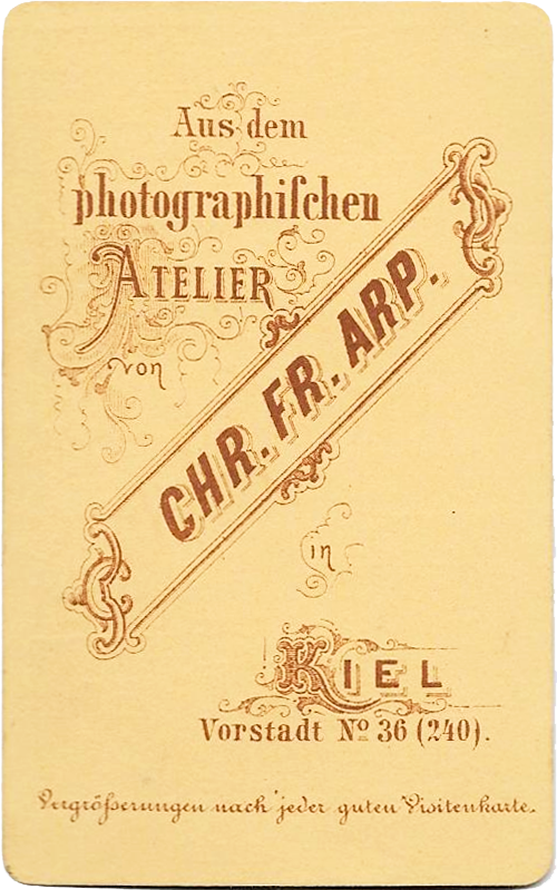 Aus dem
photographiſchen
ATELIER
von
CHR. FR. ARP.
in
KIEL
Vorstadt Nº 36 (240).
Vergröſserungen nach jeder guten Visitenkarte.